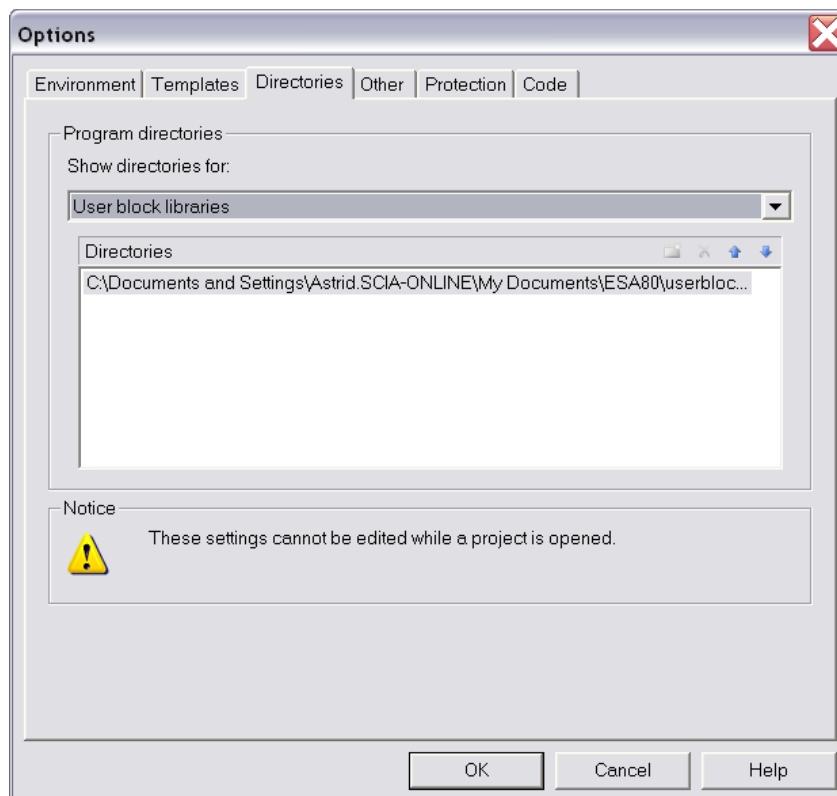 Options
Environment Templates Directories Other Protection Code
Program directories
Show directories for:
User block libraries
Directories
C:\Documents and Settings\Astrid.SCIA-ONLINE\My Documents\ESA80\userbloc...
Notice
These settings cannot be edited while a project is opened.
OK Cancel Help